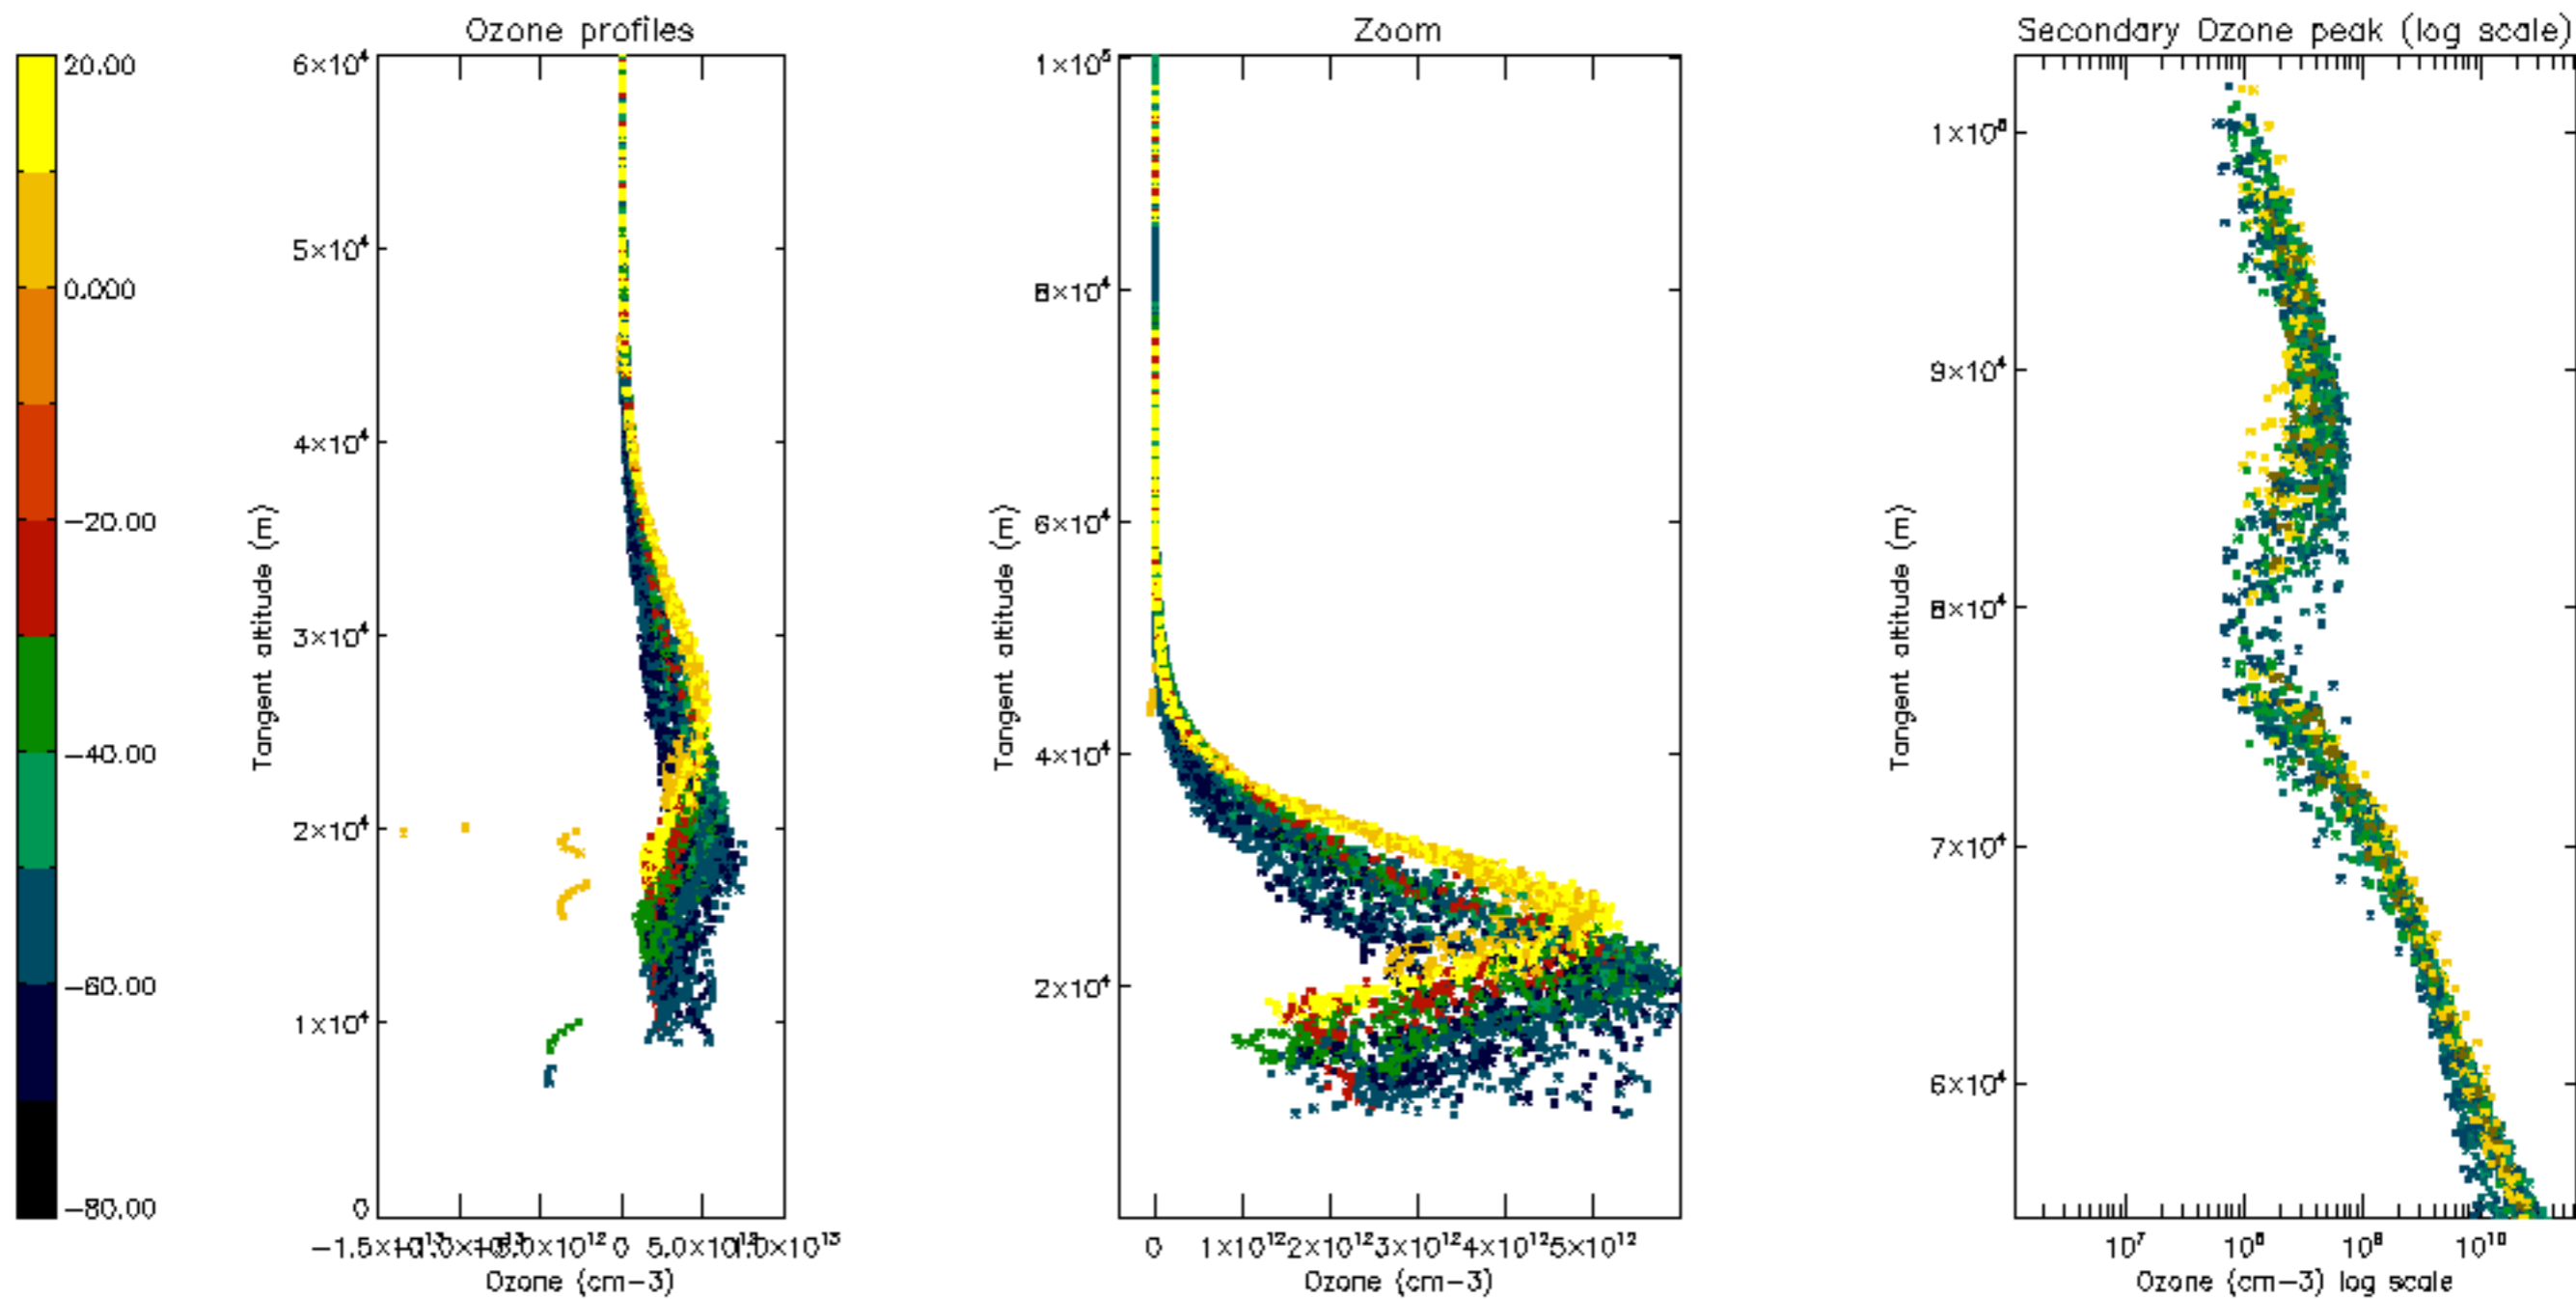 Ozone profiles
Zoom
Secondary Ozone peak (log scale)
20.00
0.000
−20.00
−40.00
−60.00
−80.00
6×10⁴
5×10⁴
4×10⁴
3×10⁴
2×10⁴
1×10⁴
0
Tangent altitude (m)
0 5.0×10¹²
Ozone (cm−3)
1×10⁵
8×10⁴
6×10⁴
4×10⁴
2×10⁴
Tangent altitude (m)
0 1×10¹² 2×10¹² 3×10¹² 4×10¹² 5×10¹²
Ozone (cm−3)
9×10⁴
8×10⁴
7×10⁴
6×10⁴
Tangent altitude (m)
10⁷ 10⁸ 10⁹ 10¹⁰
Ozone (cm−3) log scale